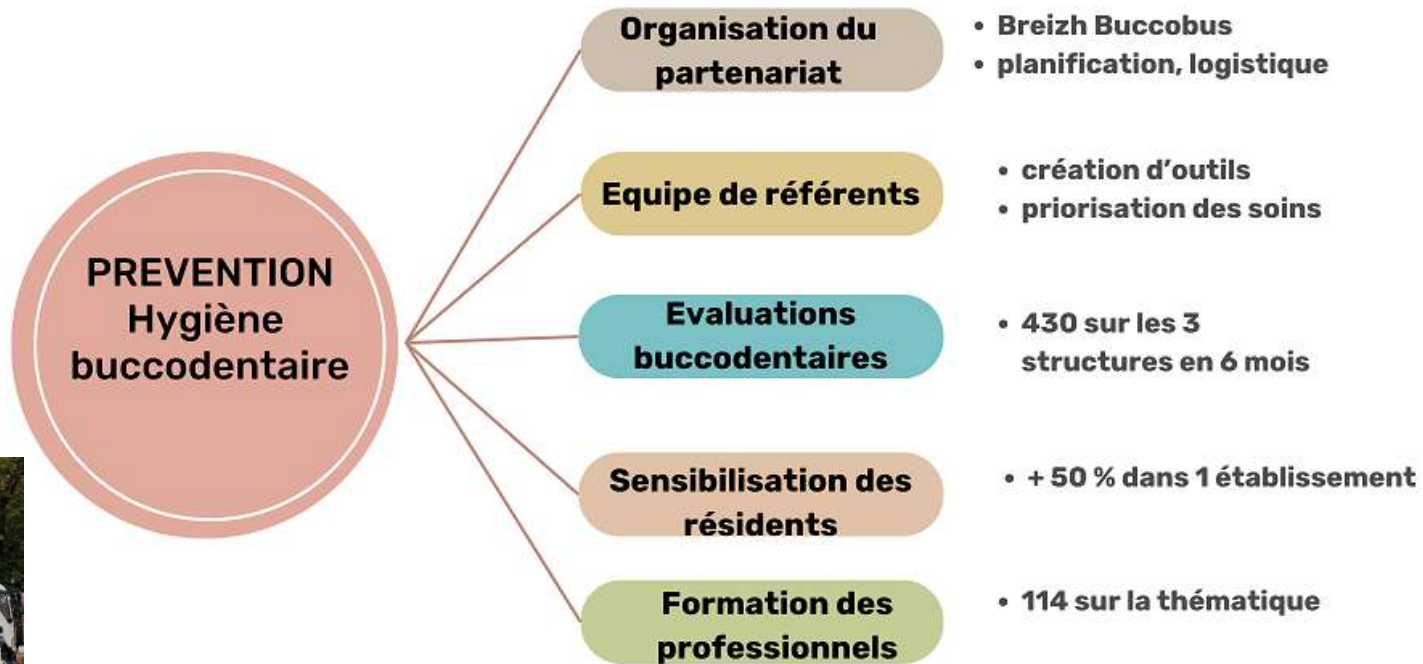 PREVENTION
Hygiène
buccodentaire
Organisation du
partenariat
• Breizh Buccobus
• planification, logistique
Equipe de référents
• création d'outils
• priorisation des soins
Evaluations
buccodentaires
• 430 sur les 3
structures en 6 mois
Sensibilisation des
résidents
• + 50 % dans 1 établissement
Formation des
professionnels
• 114 sur la thématique